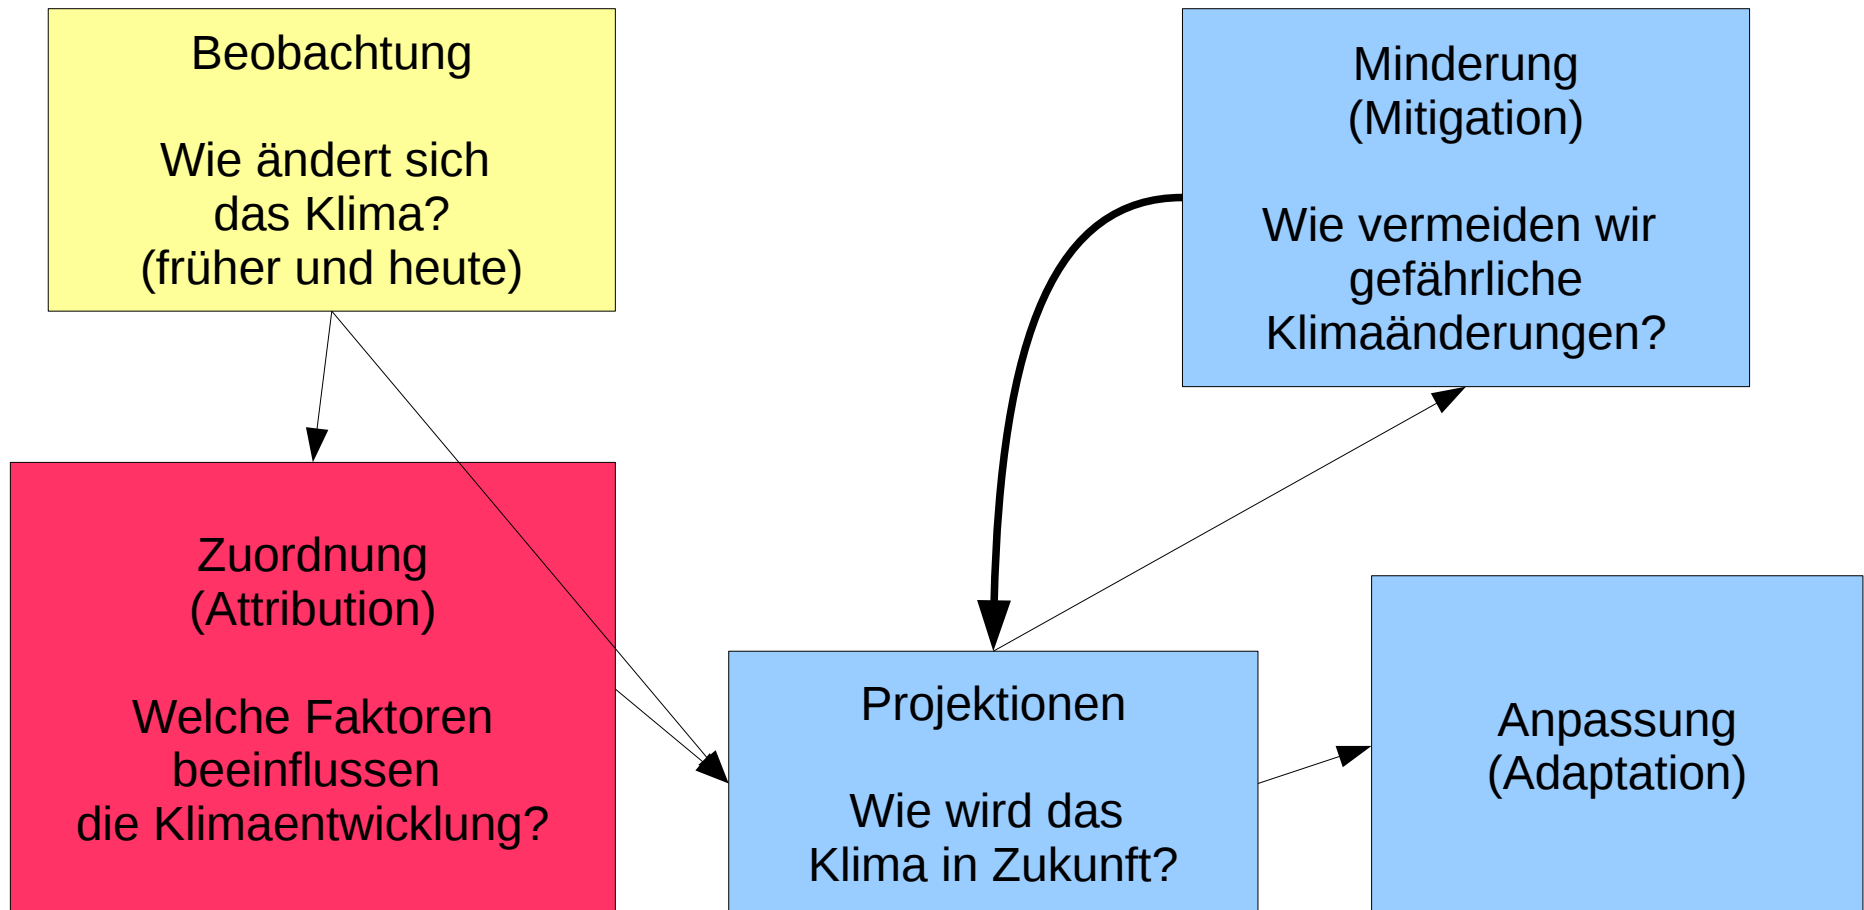 Beobachtung
Wie ändert sich
das Klima?
(früher und heute)
Minderung
(Mitigation)
Wie vermeiden wir
gefährliche
Klimaänderungen?
Zuordnung
(Attribution)
Welche Faktoren
beeinflussen
die Klimaentwicklung?
Projektionen
Wie wird das
Klima in Zukunft?
Anpassung
(Adaptation)